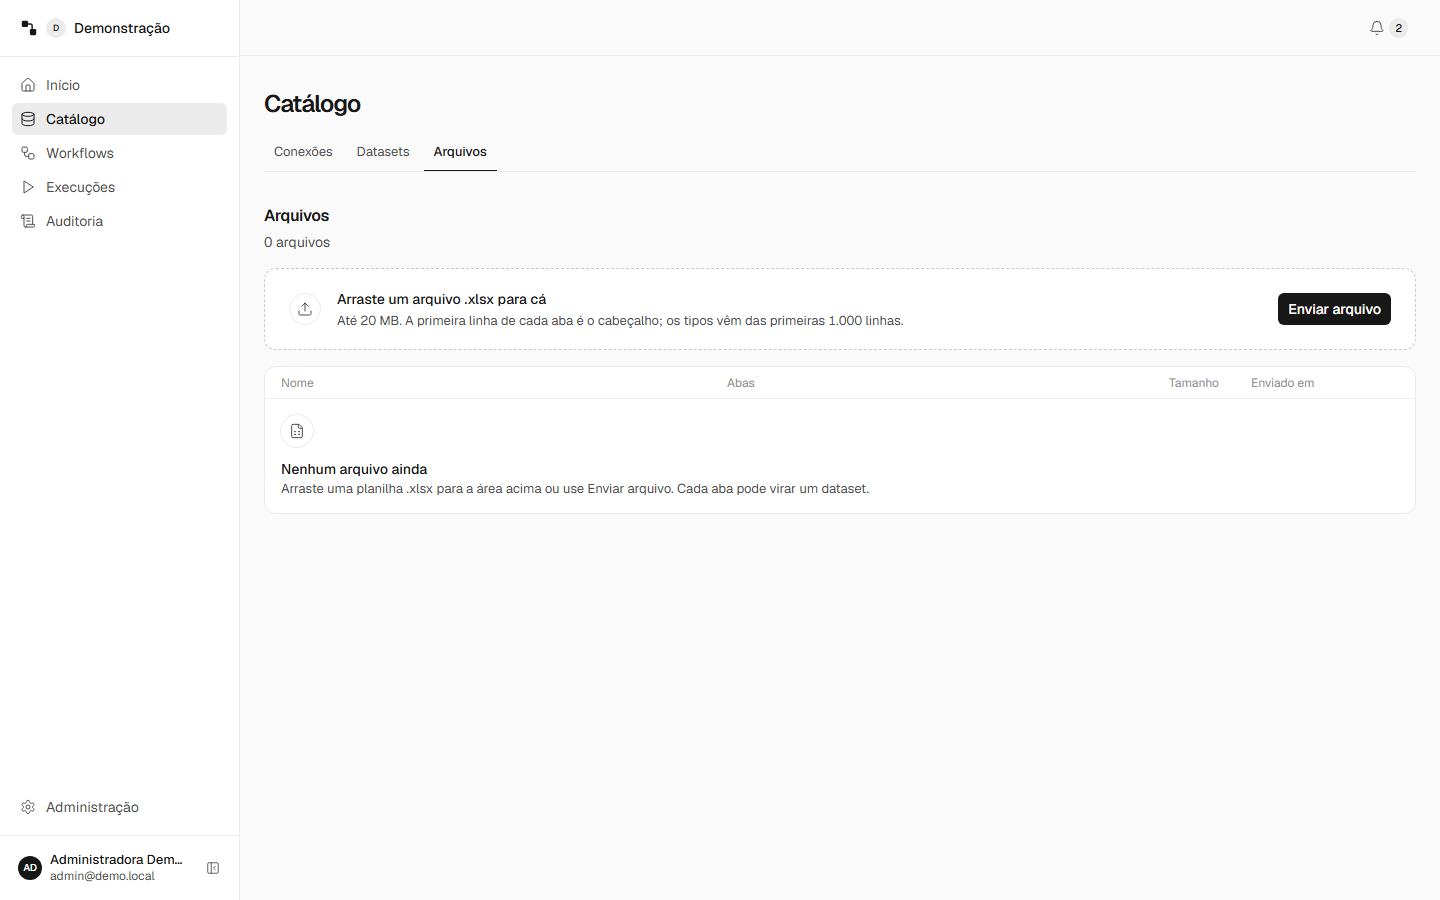 D Demonstração
2
Início
Catálogo
Workflows
Execuções
Auditoria
Catálogo
Conexões Datasets Arquivos
Arquivos
0 arquivos
Arraste um arquivo .xlsx para cá
Até 20 MB. A primeira linha de cada aba é o cabeçalho; os tipos vêm das primeiras 1.000 linhas.
Enviar arquivo
Nome Abas Tamanho Enviado em
Nenhum arquivo ainda
Arraste uma planilha .xlsx para a área acima ou use Enviar arquivo. Cada aba pode virar um dataset.
Administração
AD Administradora Dem...
admin@demo.local